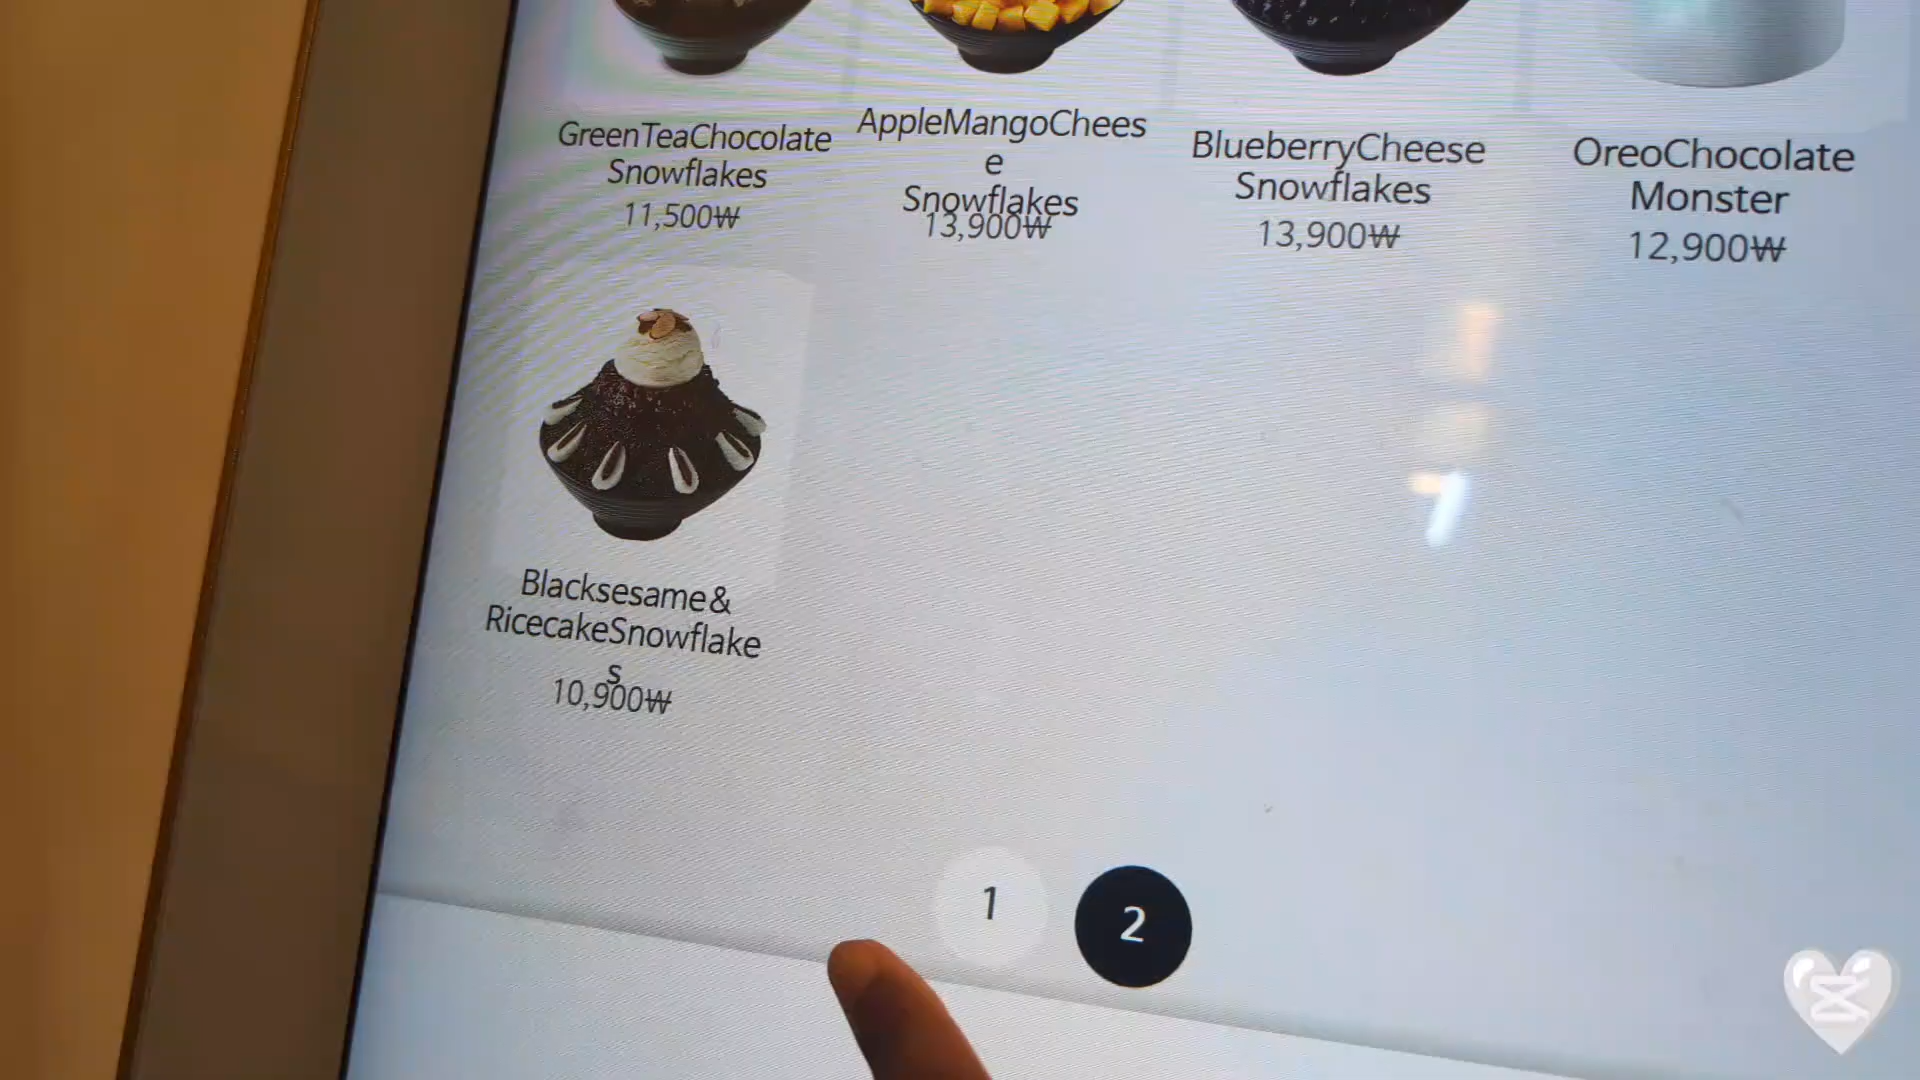 GreenTeaChocolate
Snowflakes
11,500₩
AppleMangoChees
e
Snowflakes
13,900₩
BlueberryCheese
Snowflakes
13,900₩
OreoChocolate
Monster
12,900₩
Blacksesame&
RicecakeSnowflake
s
10,900₩
1
2